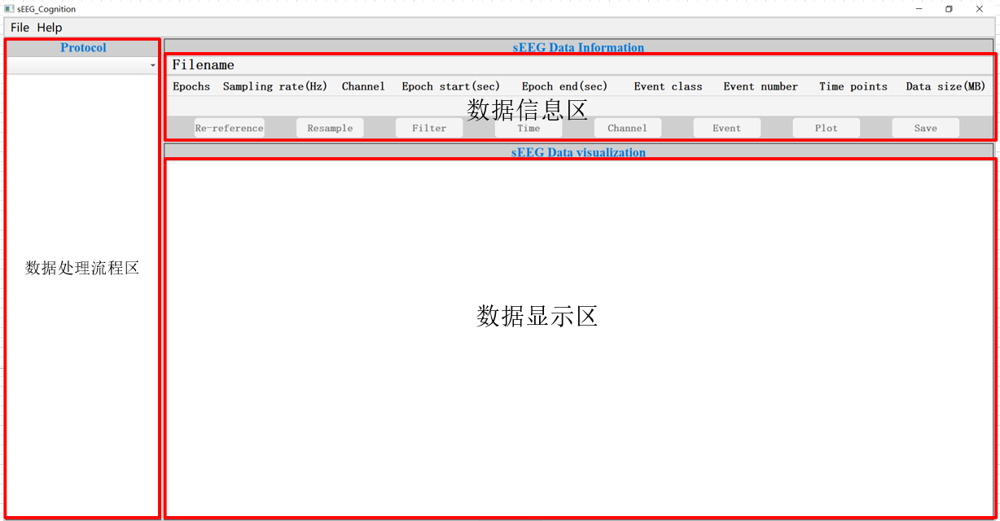 sEEG_Cognition
File Help
Protocol
sEEG Data Information
Filename
Epochs Sampling rate(Hz) Channel Epoch start(sec) Epoch end(sec) Event class Event number Time points Data size(MB)
数据信息区
Re-reference Resample Filter Time Channel Event Plot Save
sEEG Data visualization
数据处理流程区
数据显示区